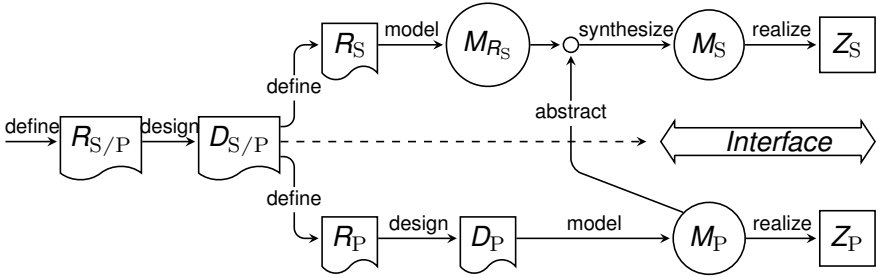 R_S model M_{R_S} synthesize M_S realize Z_S
define
abstract
define R_{S/P} design D_{S/P} Interface
define
R_P design D_P model M_P realize Z_P